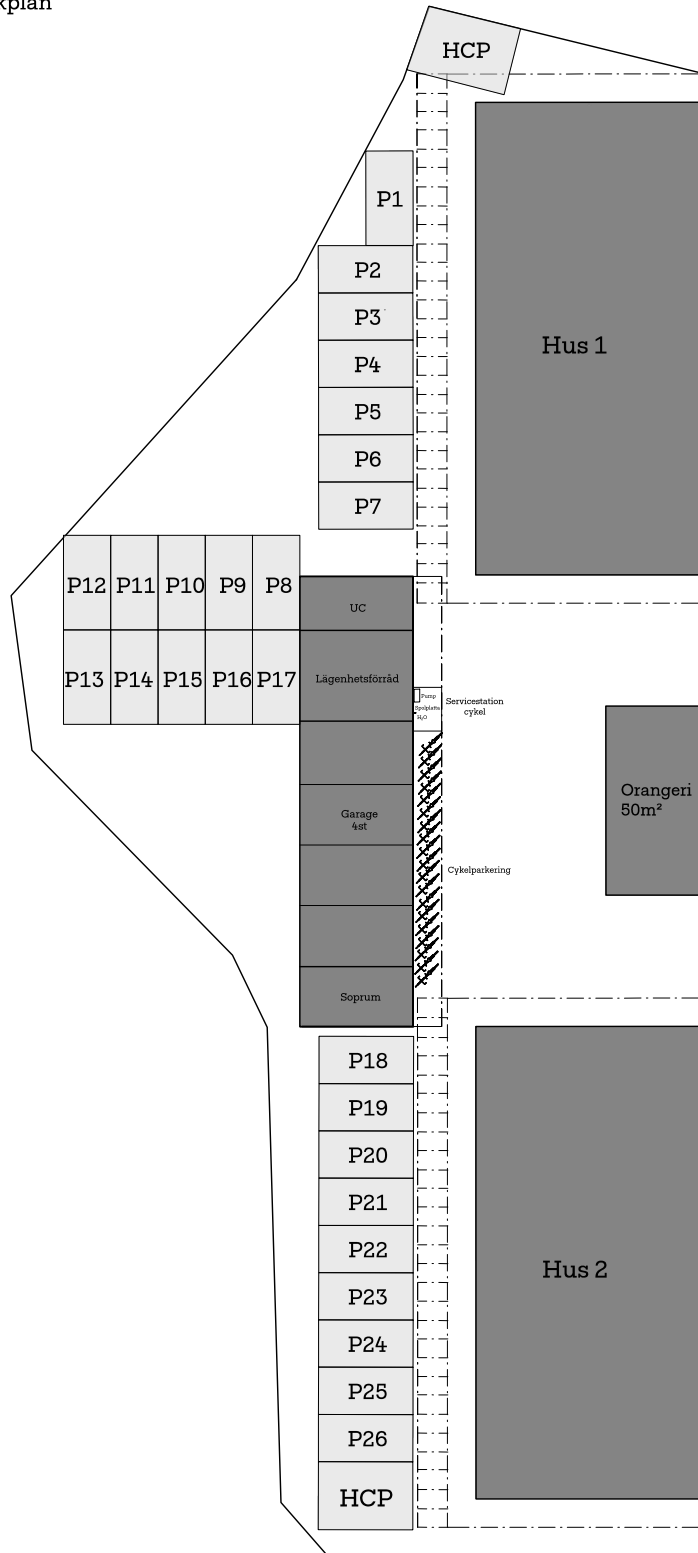 kplan
HCP
P1
P2
P3
P4
P5
P6
P7
Hus 1
P12 P11 P10 P9 P8
P13 P14 P15 P16 P17
UC
Lägenhetsförråd
Pump
Spolplatta
H₂O
Servicestation
cykel
Orangeri
50m²
Garage
4st
Cykelparkering
Soprum
P18
P19
P20
P21
P22
P23
P24
P25
P26
HCP
Hus 2